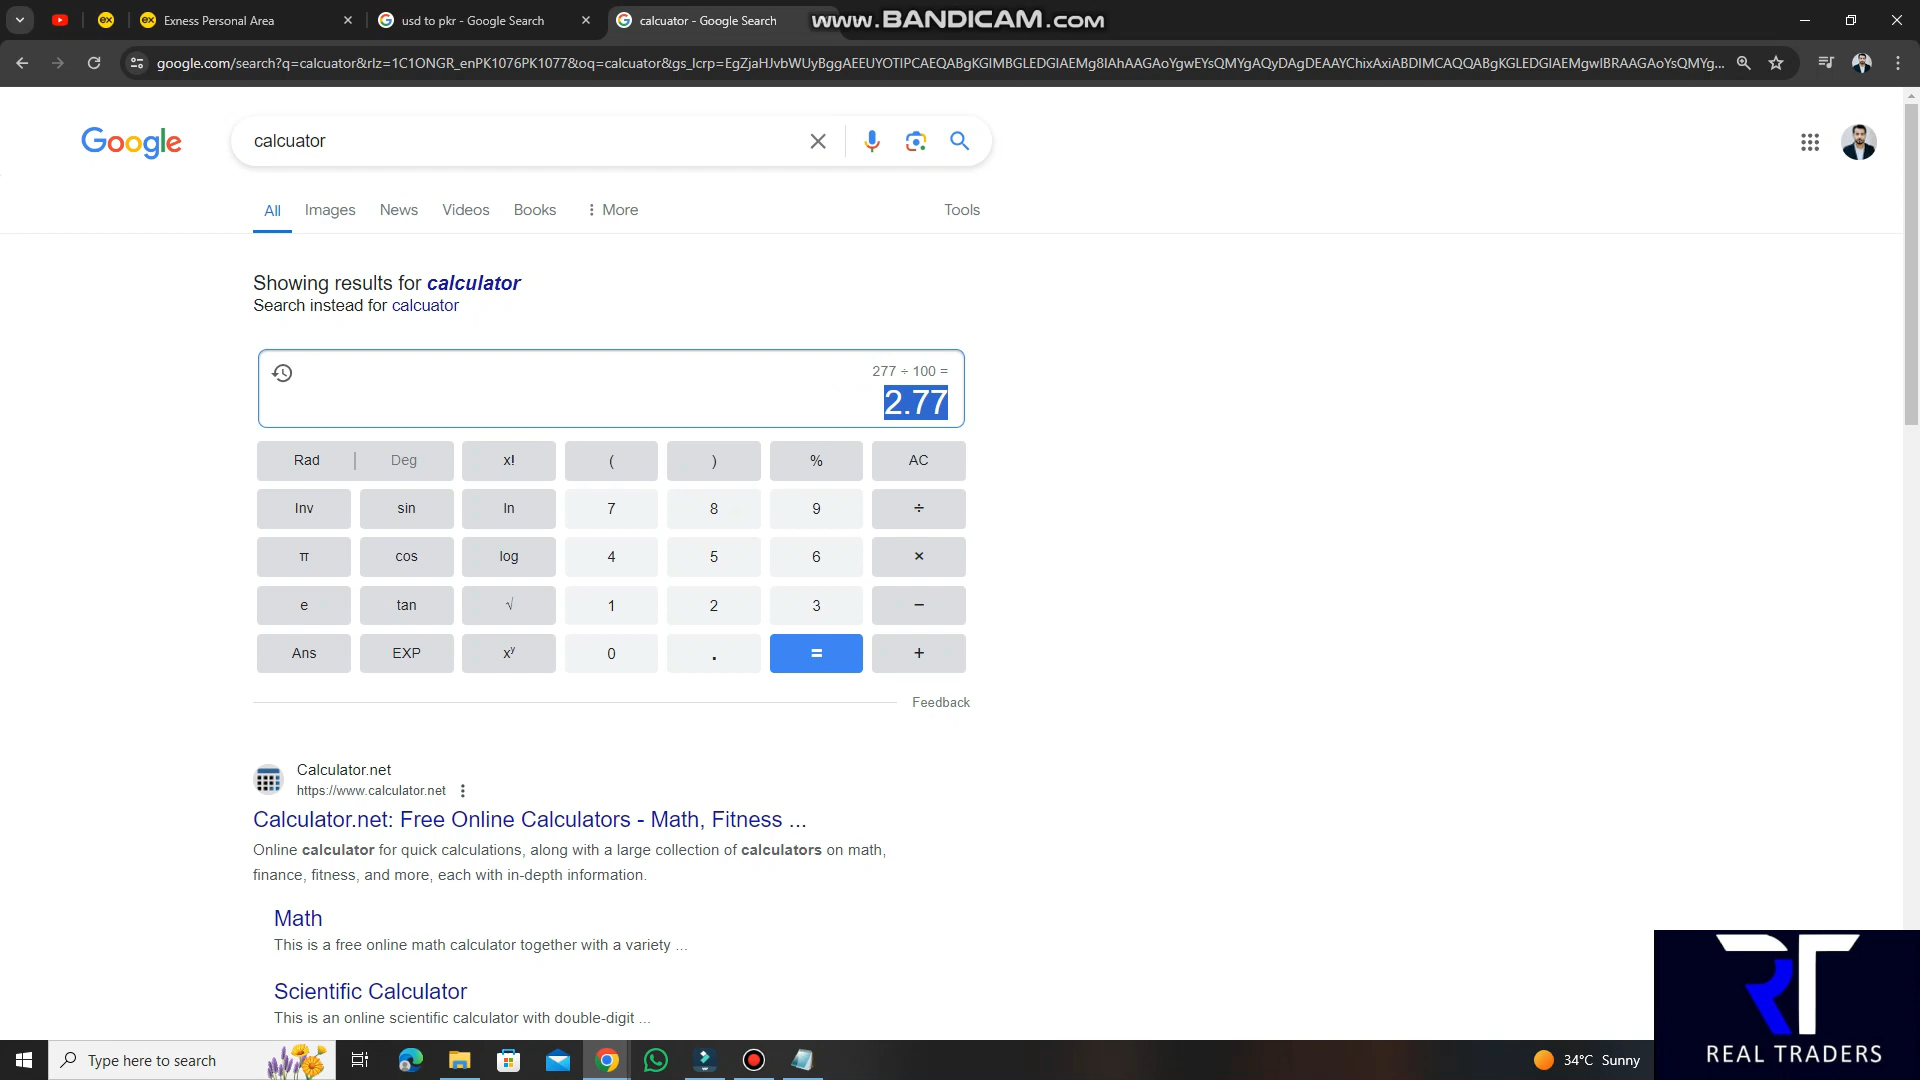 Exness Personal Area
usd to pkr - Google Search
calcuator - Google Search
www.BANDICAM.com
google.com/search?q=calcuator&rlz=1C1ONGR_enPK1076PK1077&oq=calcuator&gs_lcrp=EgZjaHJvbWUyBggAEEUYOTIPCAEQABgKGIMBGLEDGIAEMg8IAhAAGAoYgwEYsQMYgAQyDAgDEAAYChixAxiABDIMCAQQABgKGLEDGIAEMgwIBRAAGAoYsQMYg...
Google
calcuator
All
Images
News
Videos
Books
More
Tools
Showing results for calculator
Search instead for calcuator
277 ÷ 100 =
2.77
Rad | Deg x! ( ) % AC
Inv sin ln 7 8 9 ÷
π cos log 4 5 6 ×
e tan √ 1 2 3 −
Ans EXP xʸ 0 . = +
Feedback
Calculator.net
https://www.calculator.net
Calculator.net: Free Online Calculators - Math, Fitness ...
Online calculator for quick calculations, along with a large collection of calculators on math,
finance, fitness, and more, each with in-depth information.
Math
This is a free online math calculator together with a variety ...
Scientific Calculator
This is an online scientific calculator with double-digit ...
RT
REAL TRADERS
Type here to search
34°C Sunny